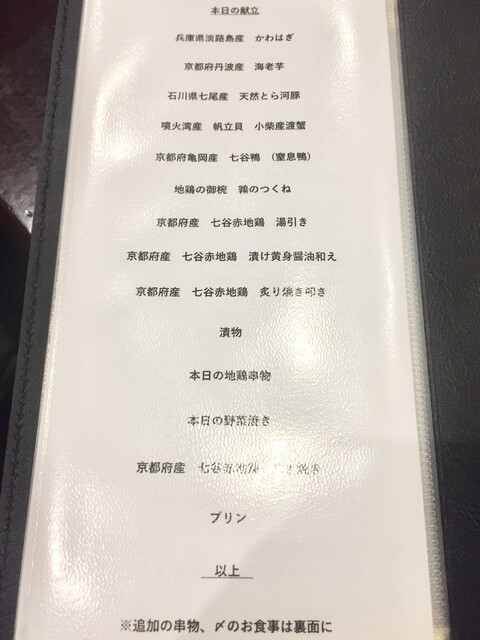 本日の献立
兵庫県淡路島産 かわはぎ
京都府丹波産 海老芋
石川県七尾産 天然とら河豚
噴火湾産 帆立貝 小柴産渡蟹
京都府亀岡産 七谷鴨 （窒息鴨）
地鶏の御椀 鶉のつくね
京都府産 七谷赤地鶏 湯引き
京都府産 七谷赤地鶏 漬け黄身醤油和え
京都府産 七谷赤地鶏 炙り焼き叩き
漬物
本日の地鶏串物
本日の野菜焼き
京都府産 七谷赤地鶏
プリン
以上
※追加の串物、〆のお食事は裏面に